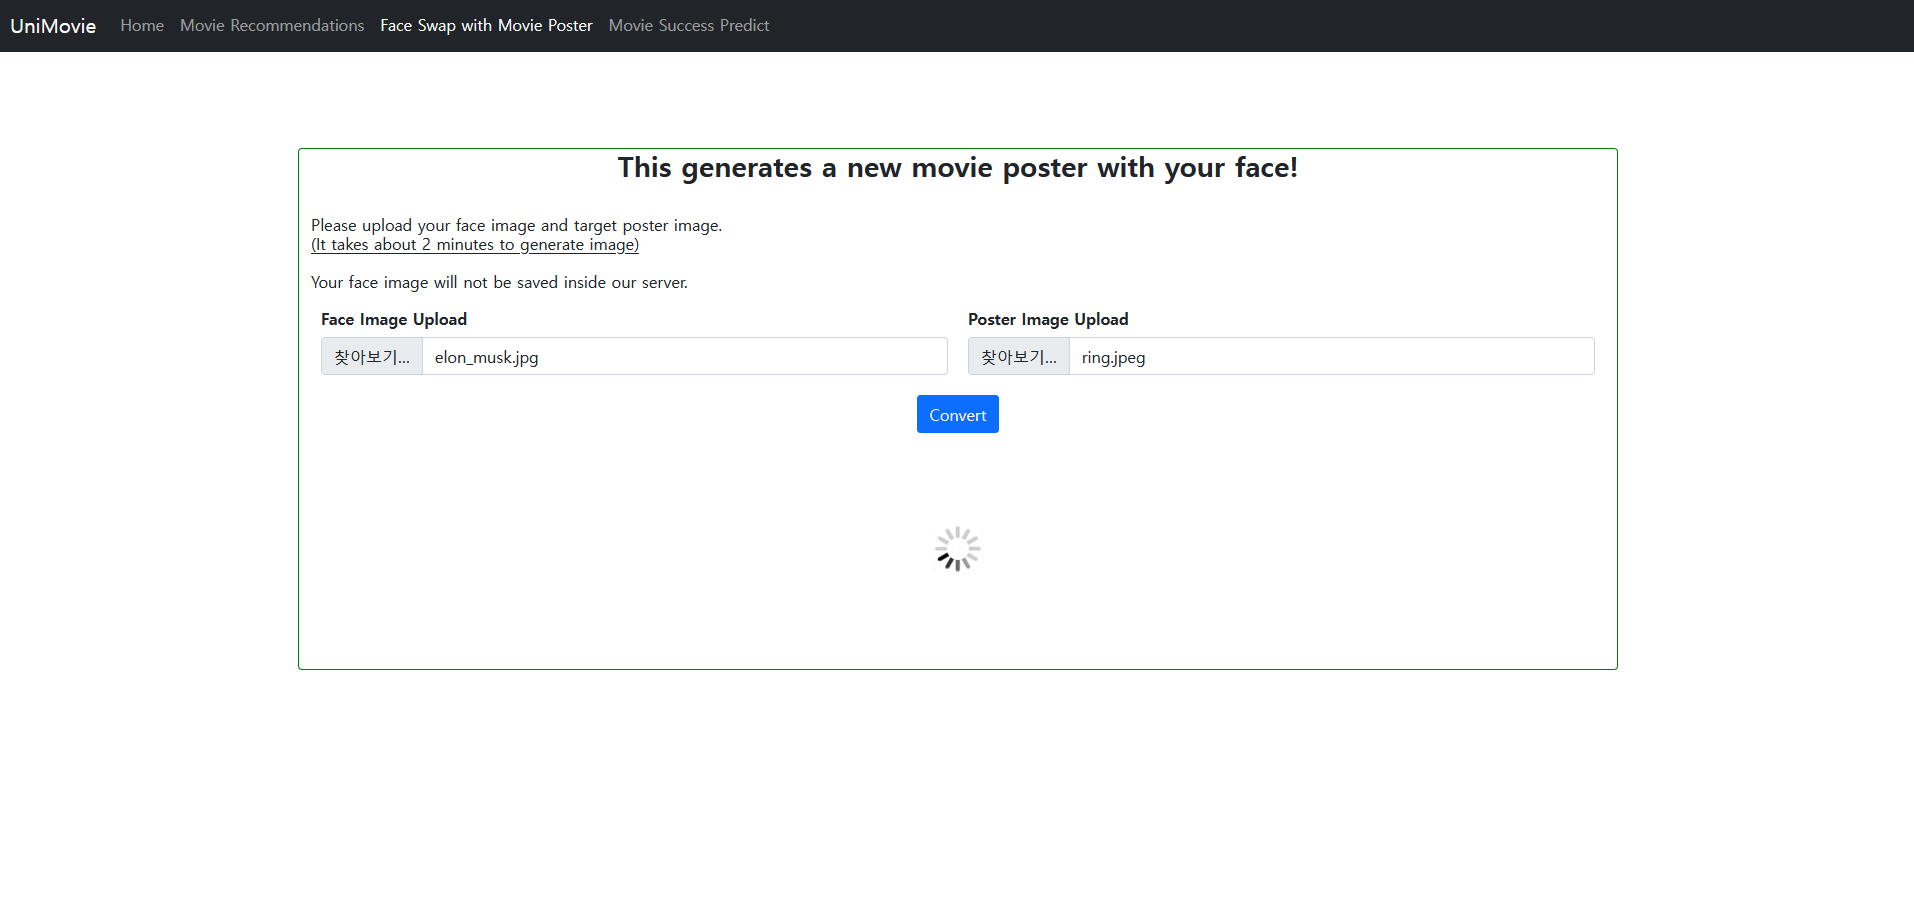 UniMovie Home Movie Recommendations Face Swap with Movie Poster Movie Success Predict
This generates a new movie poster with your face!
Please upload your face image and target poster image.
(It takes about 2 minutes to generate image)
Your face image will not be saved inside our server.
Face Image Upload
찾아보기... elon_musk.jpg
Poster Image Upload
찾아보기... ring.jpeg
Convert